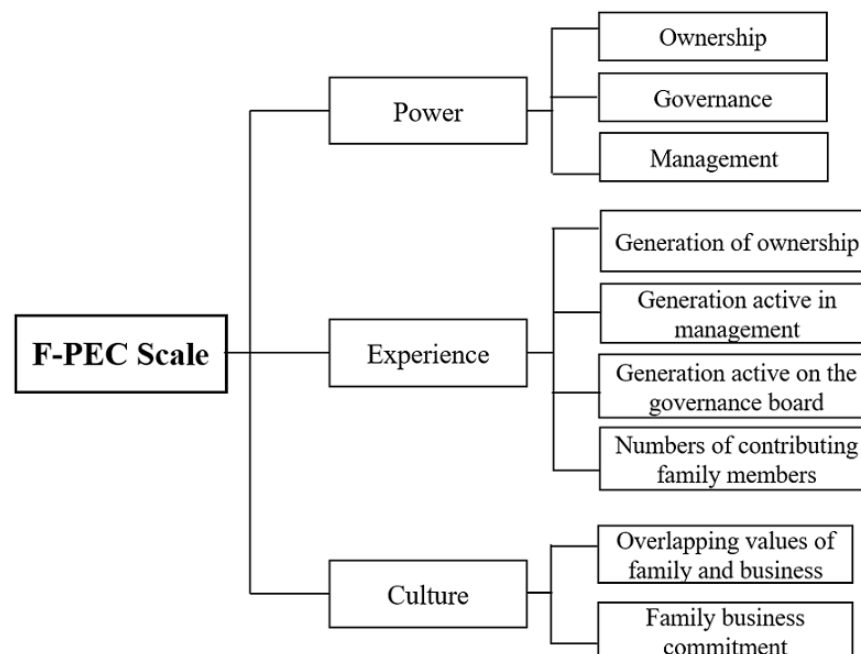 Ownership
Power
Governance
Management
Generation of ownership
Generation active in
management
F-PEC Scale
Experience
Generation active on the
governance board
Numbers of contributing
family members
Overlapping values of
family and business
Culture
Family business
commitment